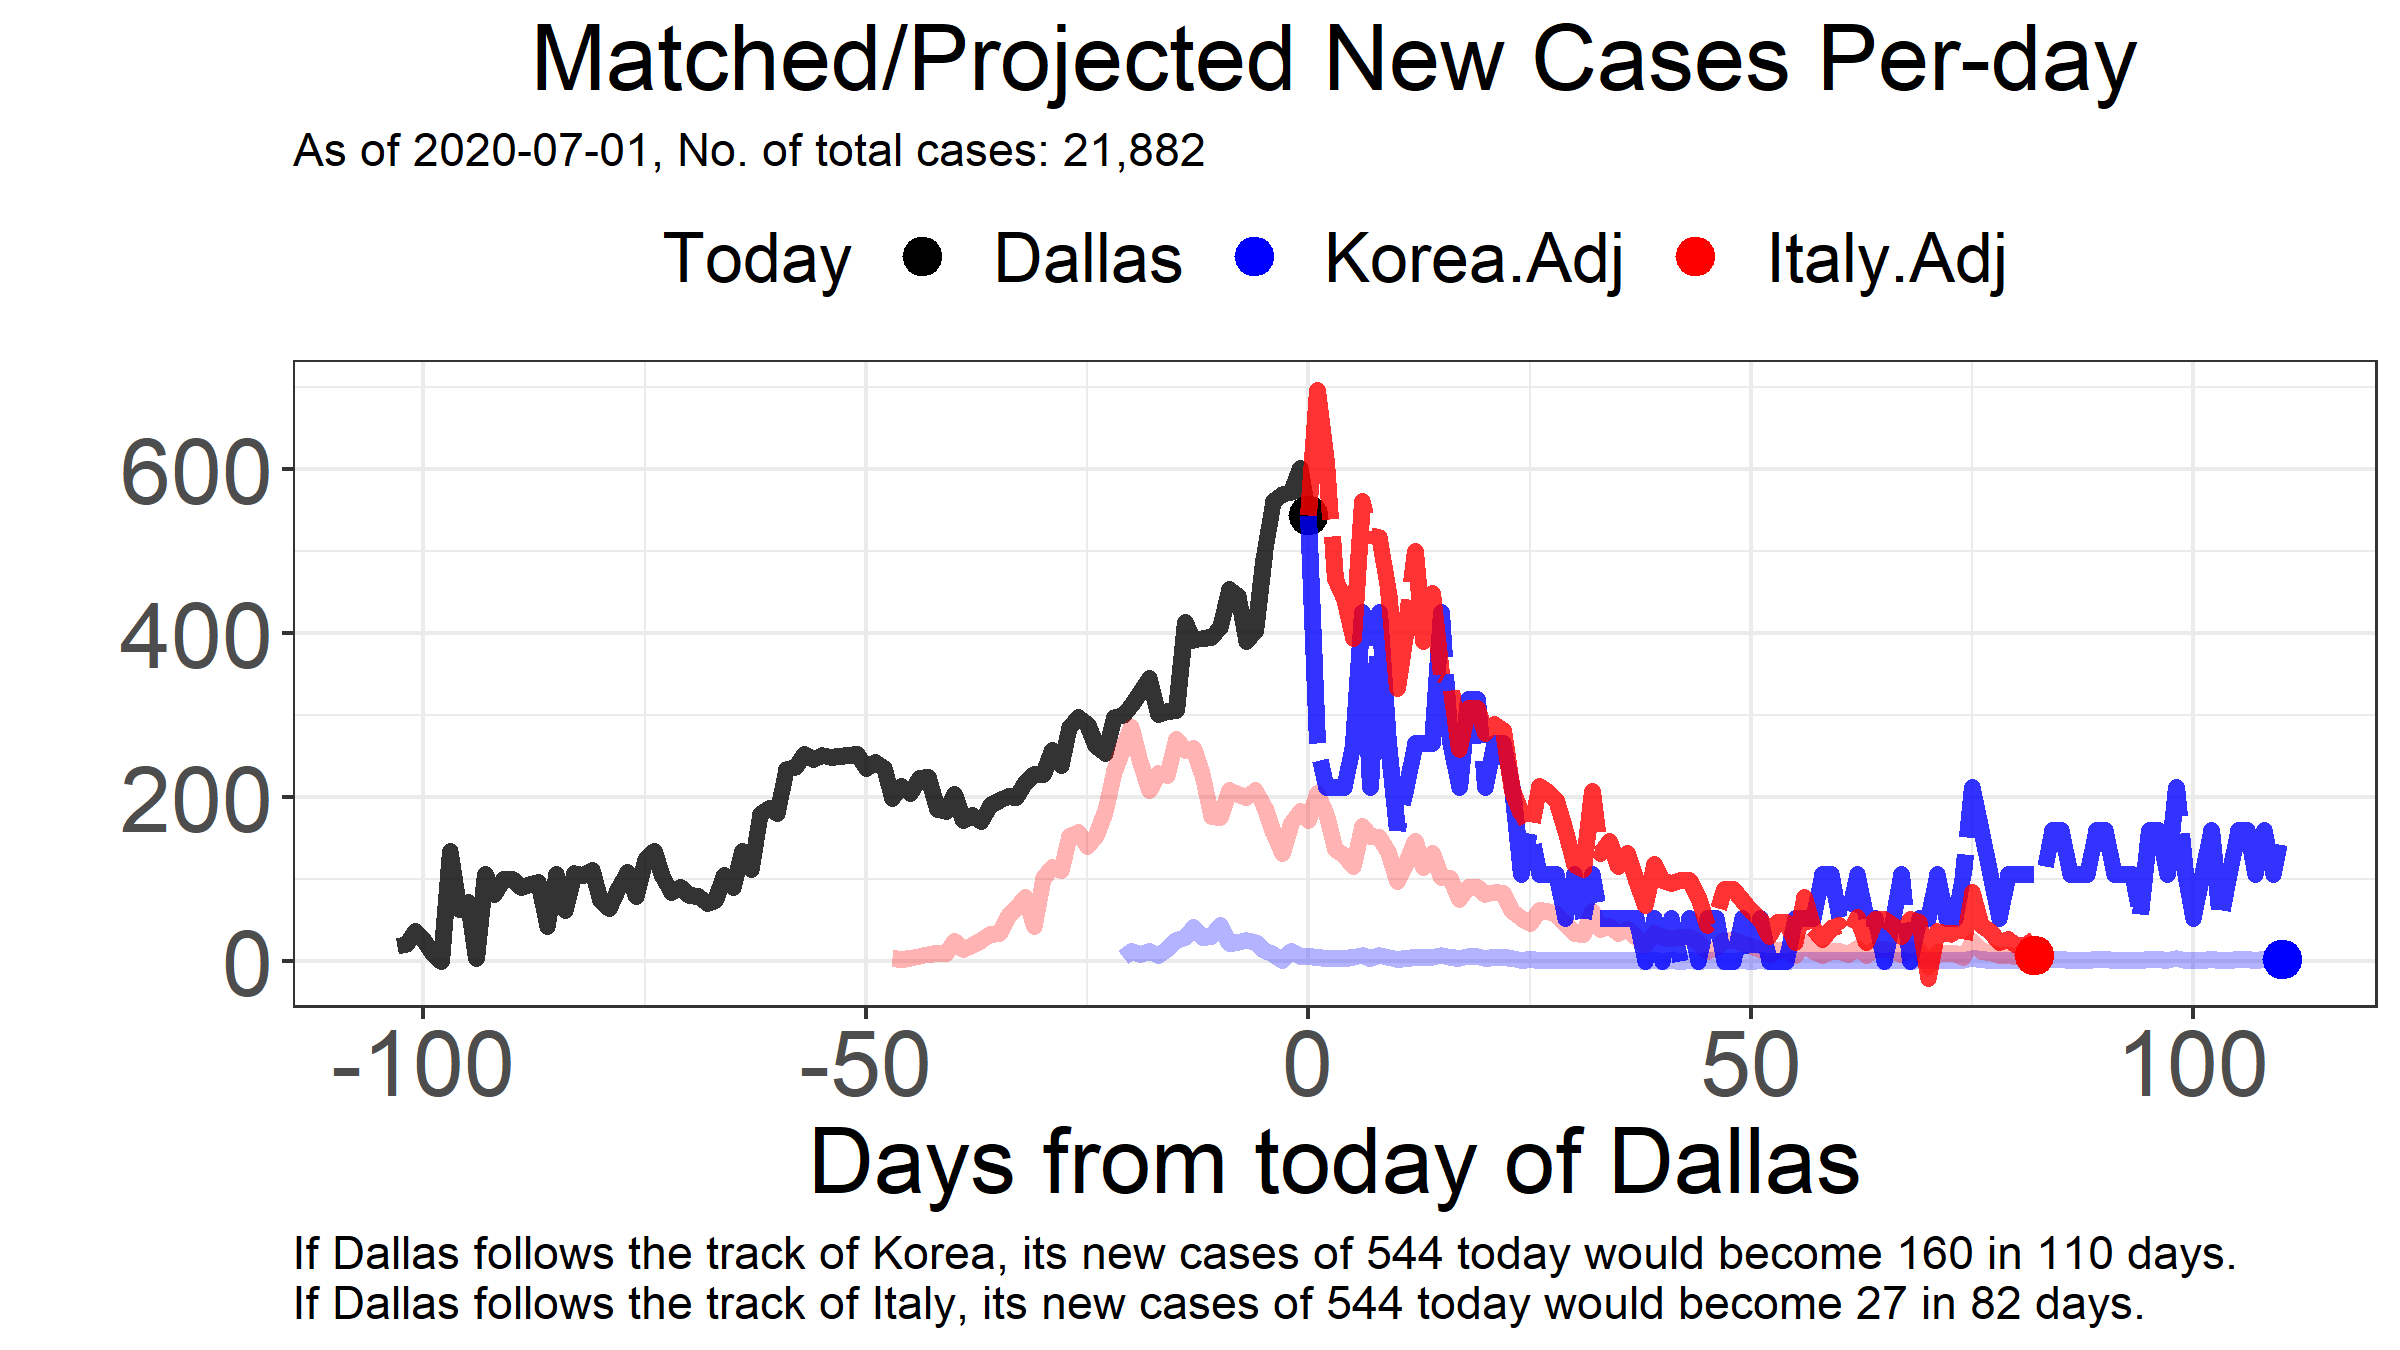 Matched/Projected New Cases Per-day
As of 2020-07-01, No. of total cases: 21,882
Today Dallas Korea.Adj Italy.Adj
600
400
200
0
-100 -50 0 50 100
Days from today of Dallas
If Dallas follows the track of Korea, its new cases of 544 today would become 160 in 110 days.
If Dallas follows the track of Italy, its new cases of 544 today would become 27 in 82 days.